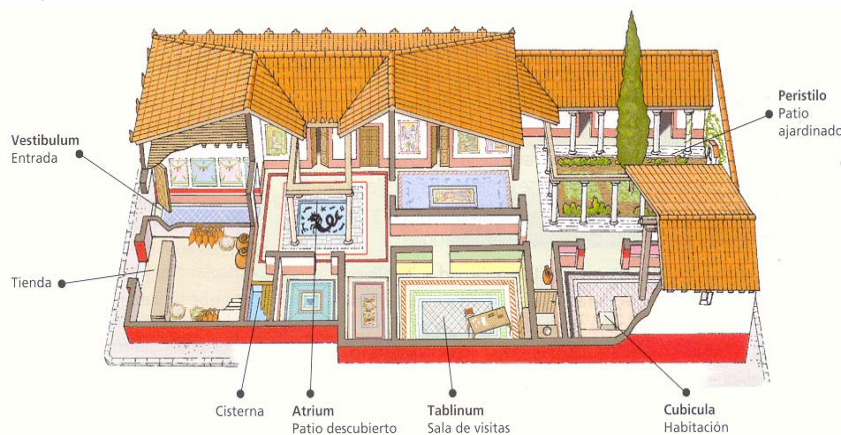 Peristilo
Patio
ajardinado
Vestibulum
Entrada
Tienda
Cisterna
Atrium
Patio descubierto
Tablinum
Sala de visitas
Cubicula
Habitación